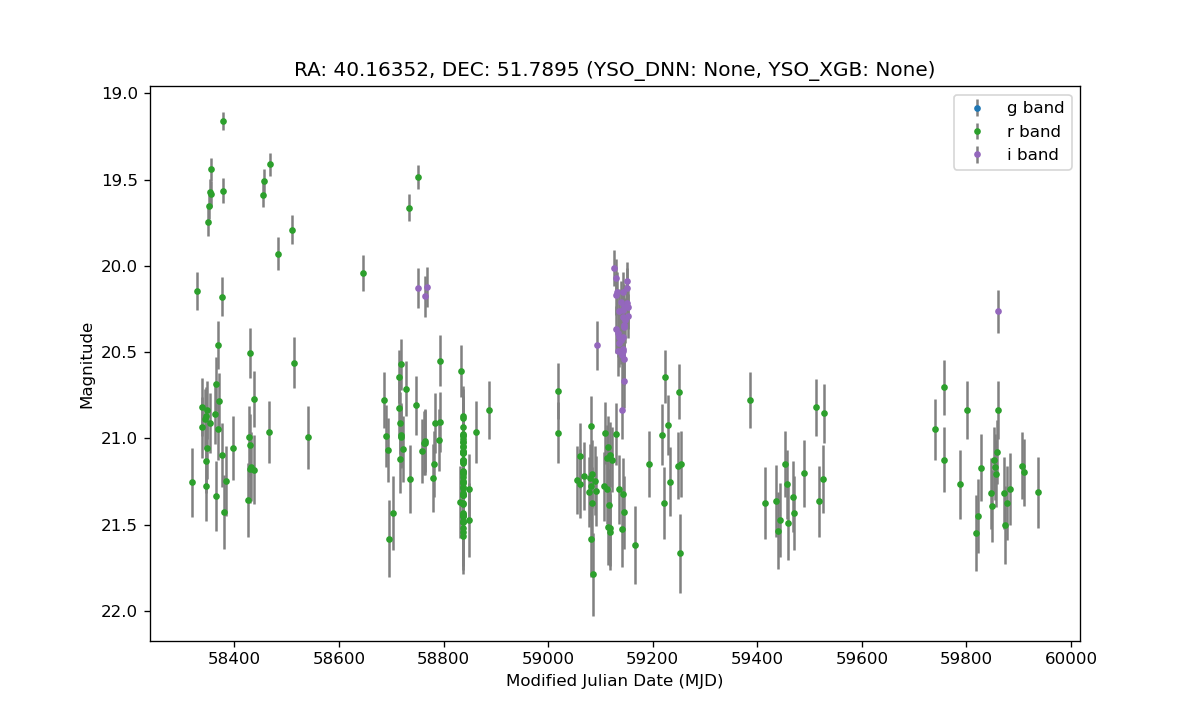 RA: 40.16352, DEC: 51.7895 (YSO_DNN: None, YSO_XGB: None)
g band
r band
i band
19.0
19.5
20.0
20.5
21.0
21.5
22.0
Magnitude
58400 58600 58800 59000 59200 59400 59600 59800 60000
Modified Julian Date (MJD)